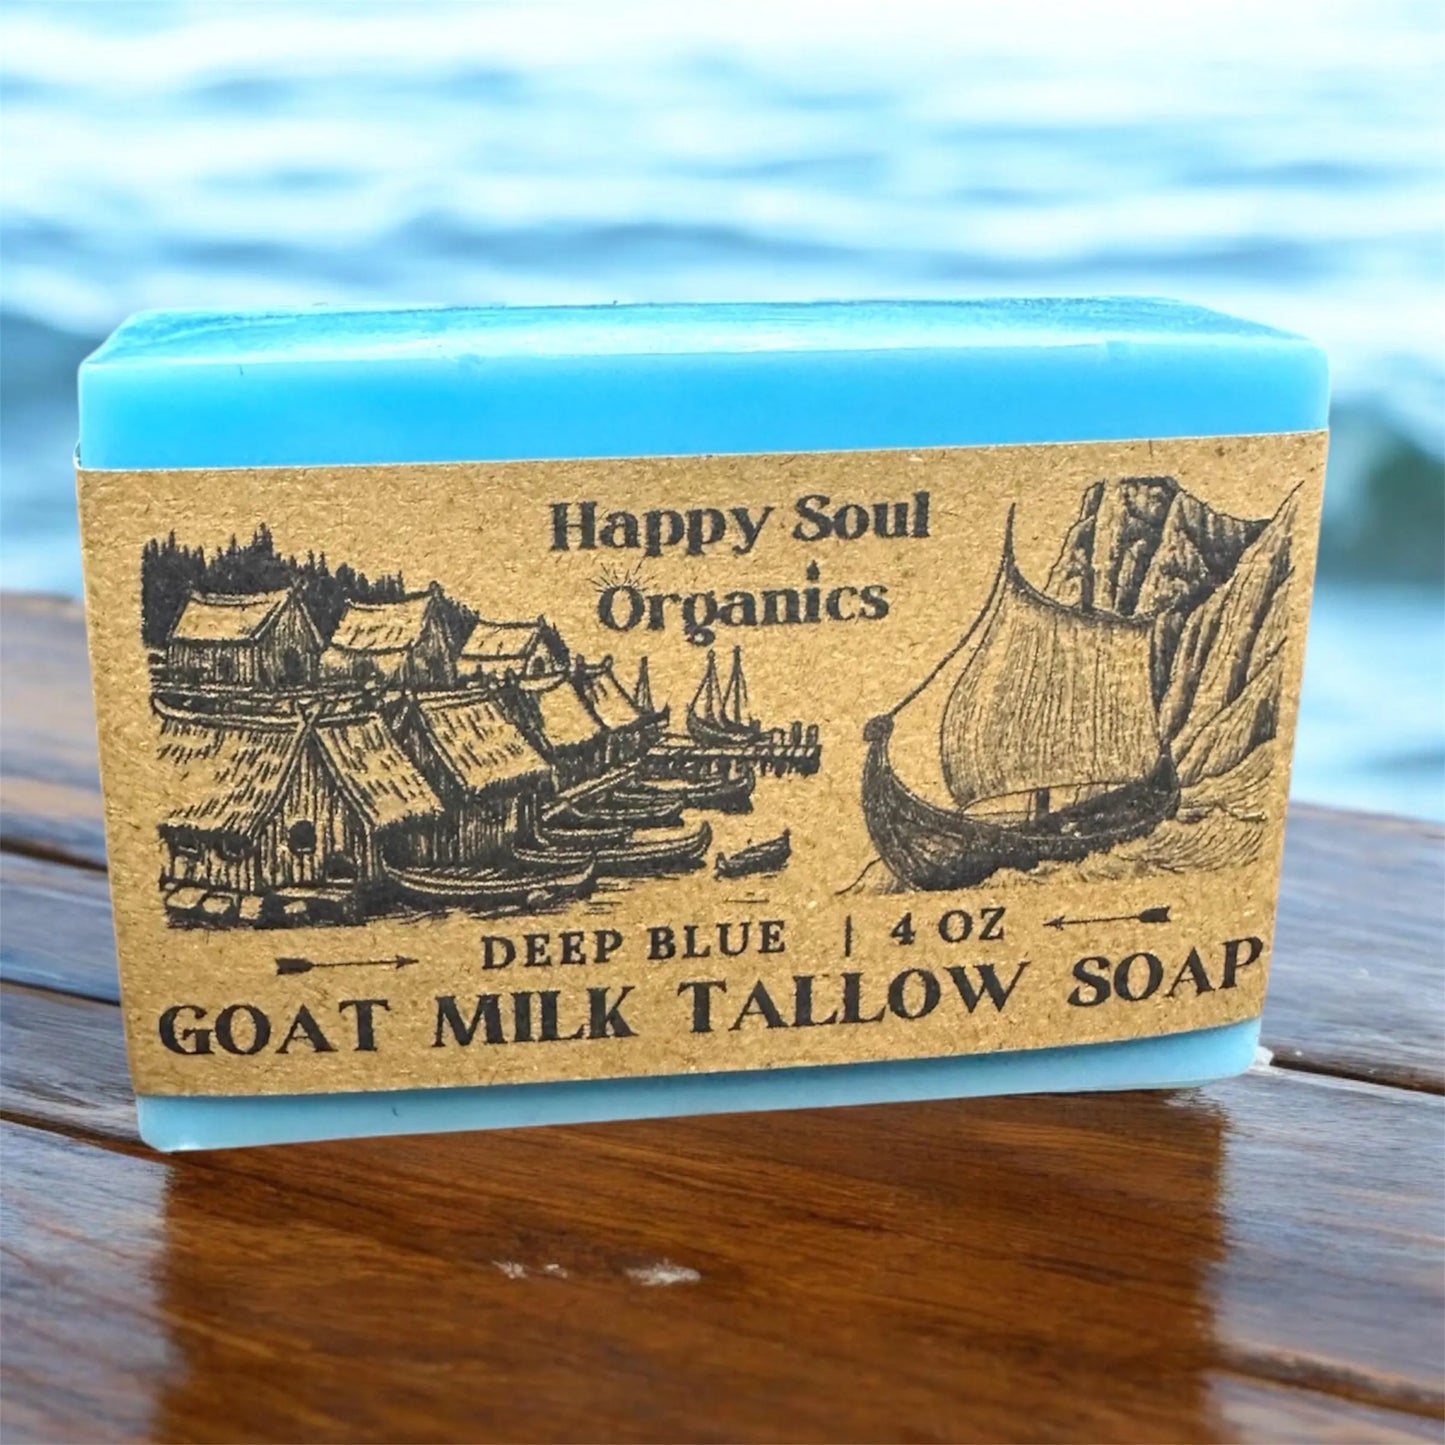 Happy Soul
Organics
DEEP BLUE | 4 OZ
GOAT MILK TALLOW SOAP